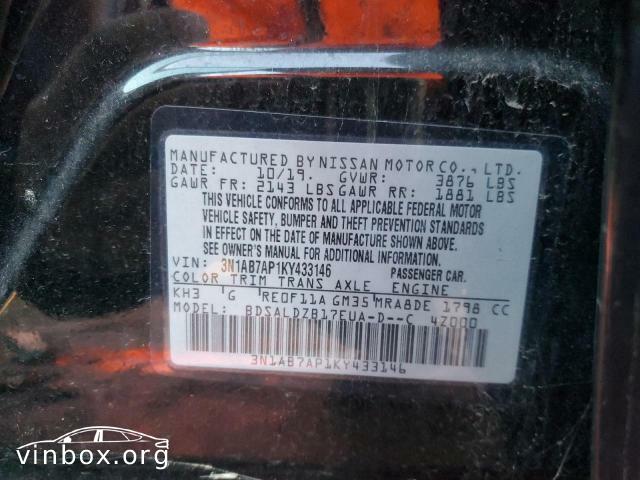 MANUFACTURED BY NISSAN MOTOR CO., LTD.
DATE: 10/19. GVWR: 3876 LBS
GAWR FR: 2143 LBS GAWR RR: 1881 LBS
THIS VEHICLE CONFORMS TO ALL APPLICABLE FEDERAL MOTOR
VEHICLE SAFETY, BUMPER AND THEFT PREVENTION STANDARDS
IN EFFECT ON THE DATE OF MANUFACTURE SHOWN ABOVE.
SEE OWNER'S MANUAL FOR ADDITIONAL INFORMATION.
VIN: 3N1AB7AP1KY433146 PASSENGER CAR.
COLOR TRIM TRANS AXLE ENGINE
KH3 G RE0F11A GM35 MRA8DE 1798 CC
MODEL: BDSALDZB17EUA-D--C 4Z000
3N1AB7AP1KY433146
vinbox.org